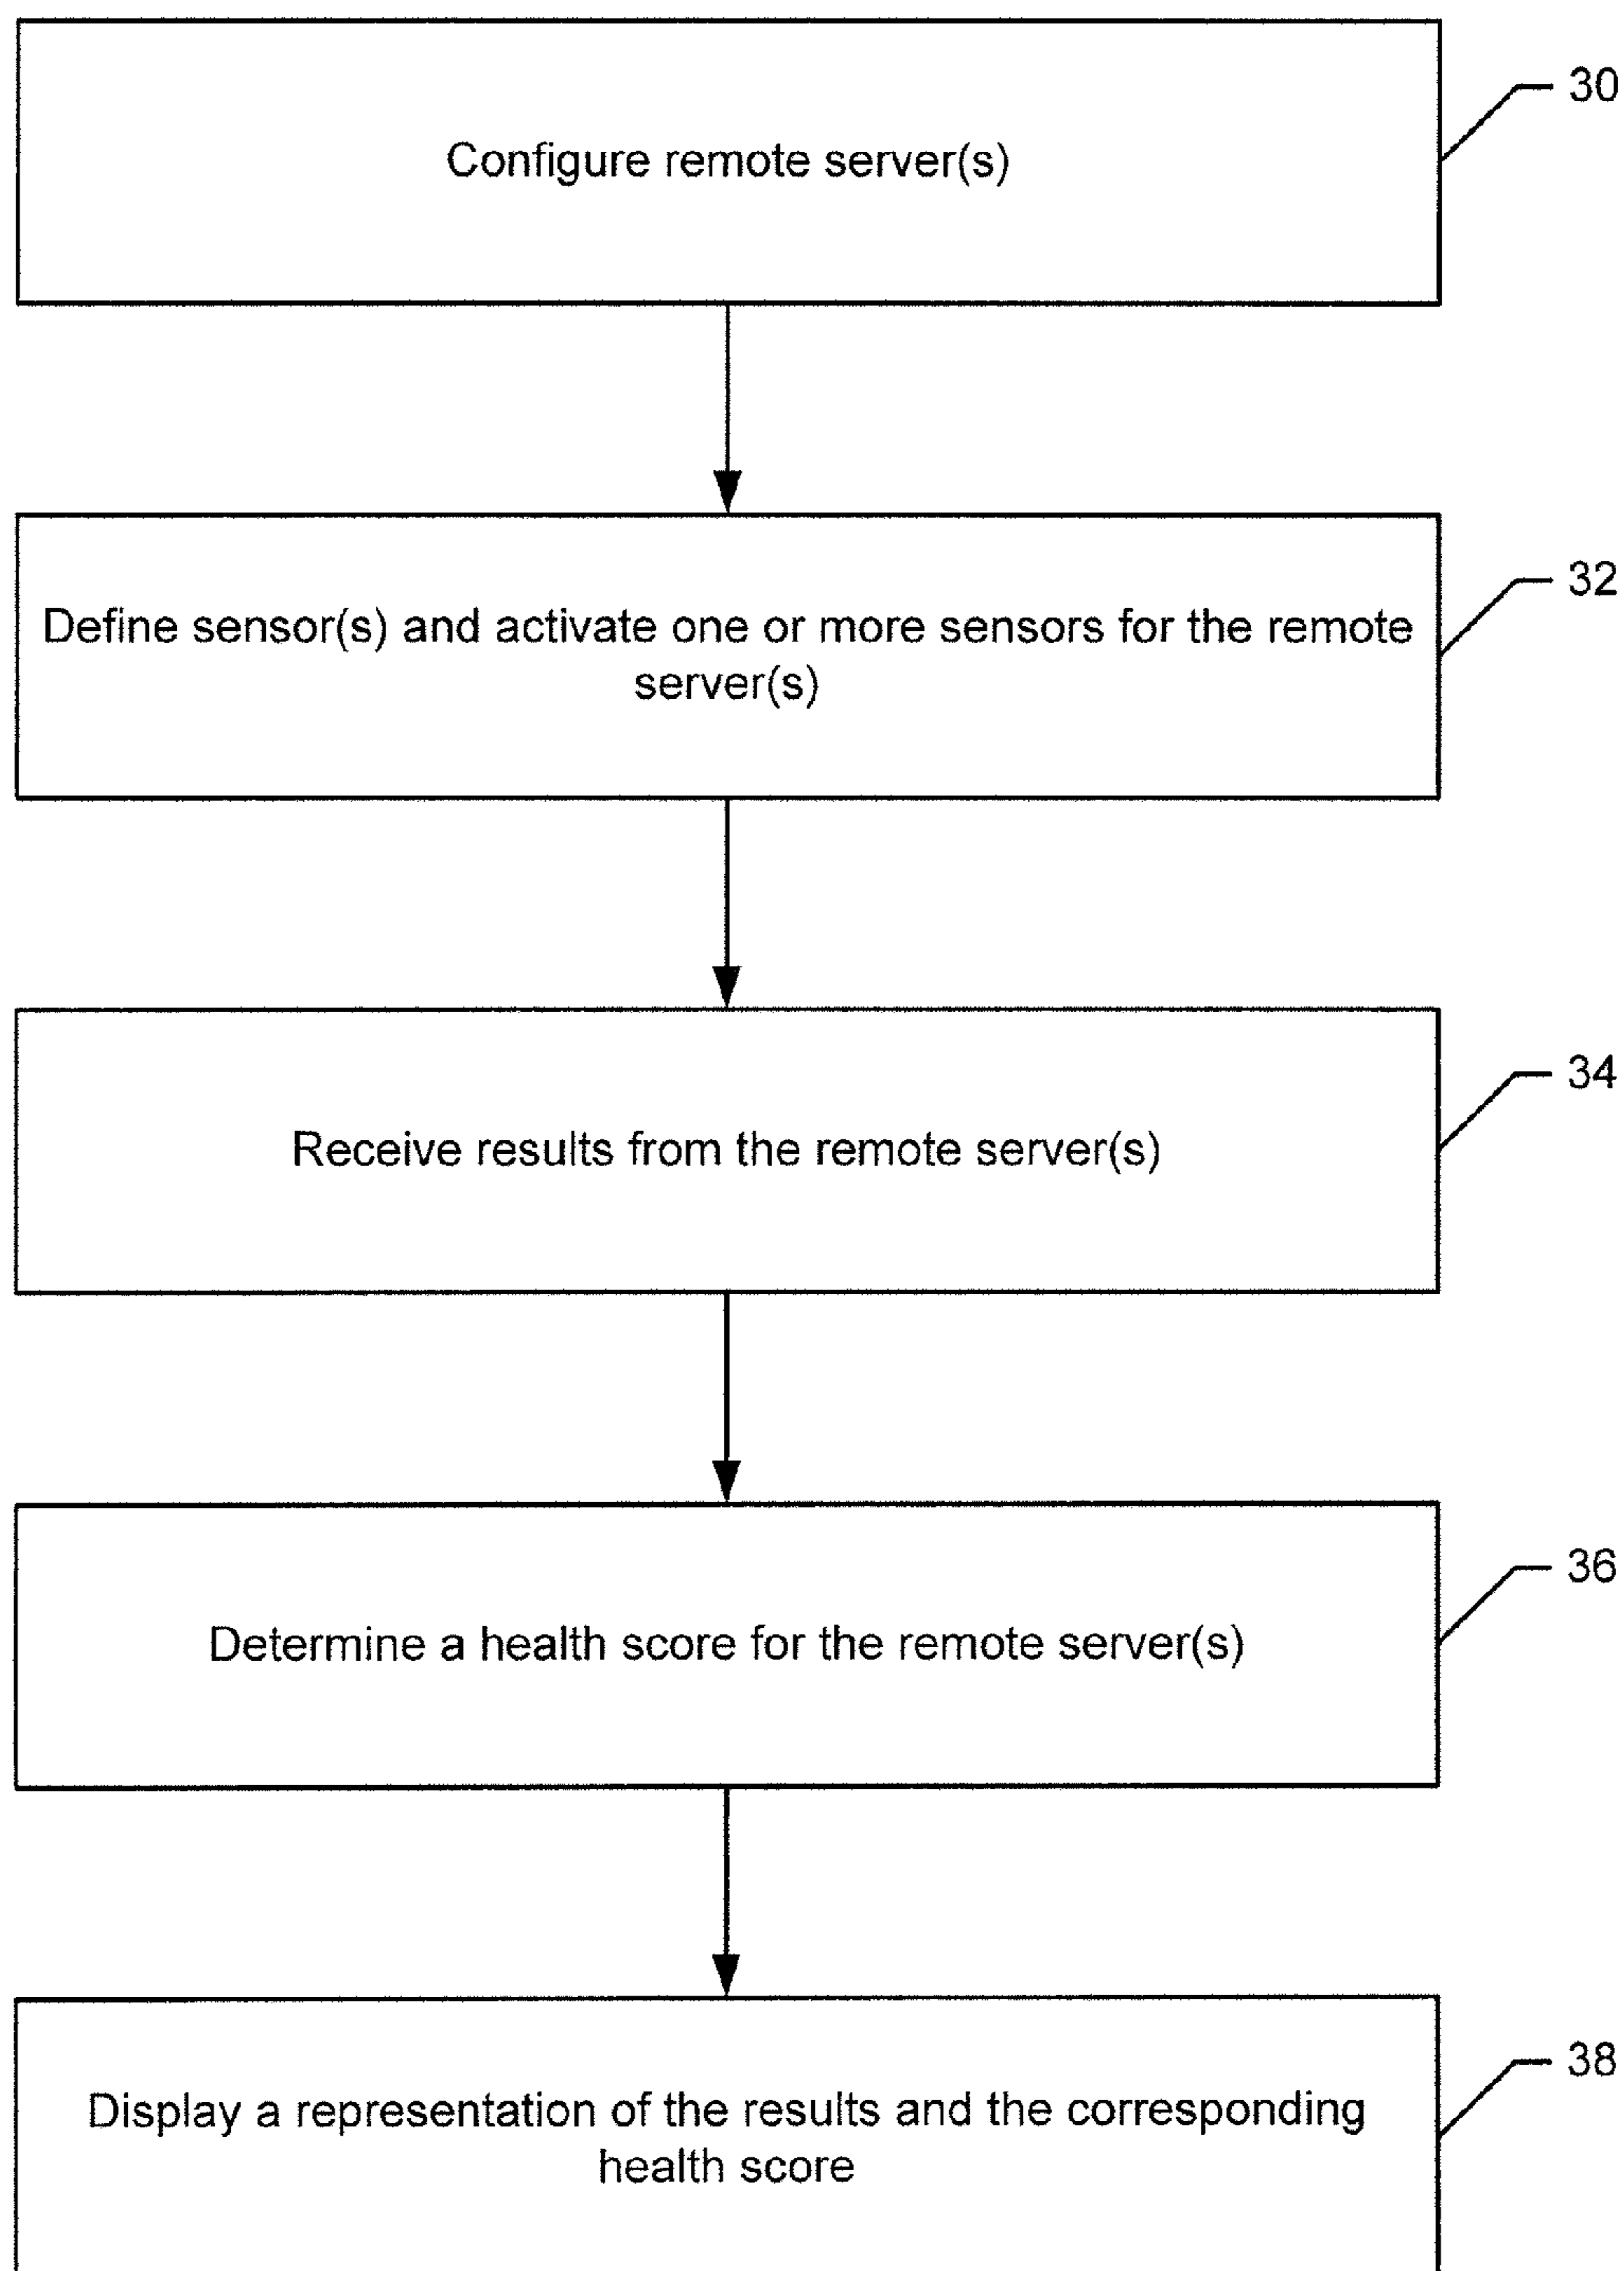 Configure remote server(s)
30
Define sensor(s) and activate one or more sensors for the remote
server(s)
32
Receive results from the remote server(s)
34
Determine a health score for the remote server(s)
36
Display a representation of the results and the corresponding
health score
38